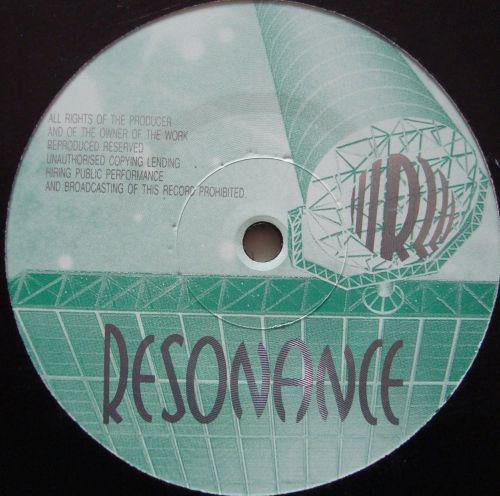 ALL RIGHTS OF THE PRODUCER
AND OF THE OWNER OF THE WORK
REPRODUCED RESERVED
UNAUTHORISED COPYING LENDING
HIRING PUBLIC PERFORMANCE
AND BROADCASTING OF THIS RECORD PROHIBITED.
RESONANCE